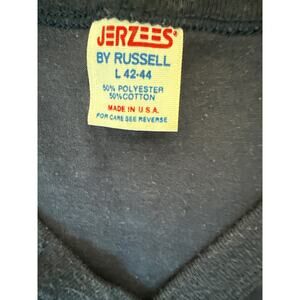 JERZEES®
BY RUSSELL
L 42-44
50% POLYESTER
50% COTTON
MADE IN U.S.A.
FOR CARE SEE REVERSE